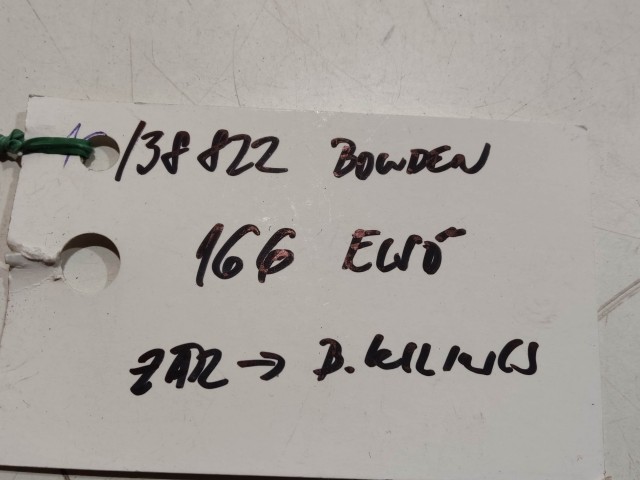 138822 BOWDEN
166 ELSŐ
ZÁR → B. KILINCS